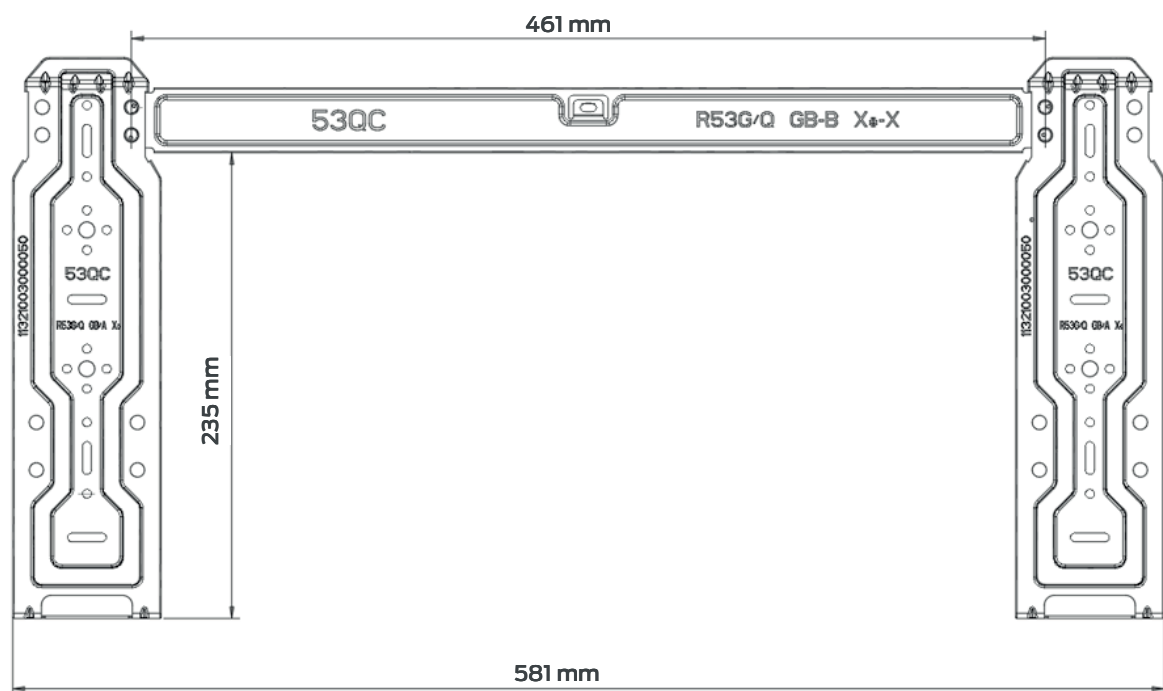 461 mm
53QC
R53G/Q GB-B X
-X
11321003000050
53QC
R53G/Q GB/A X
11321003000050
53QC
R53G/Q GB/A X
235 mm
581 mm